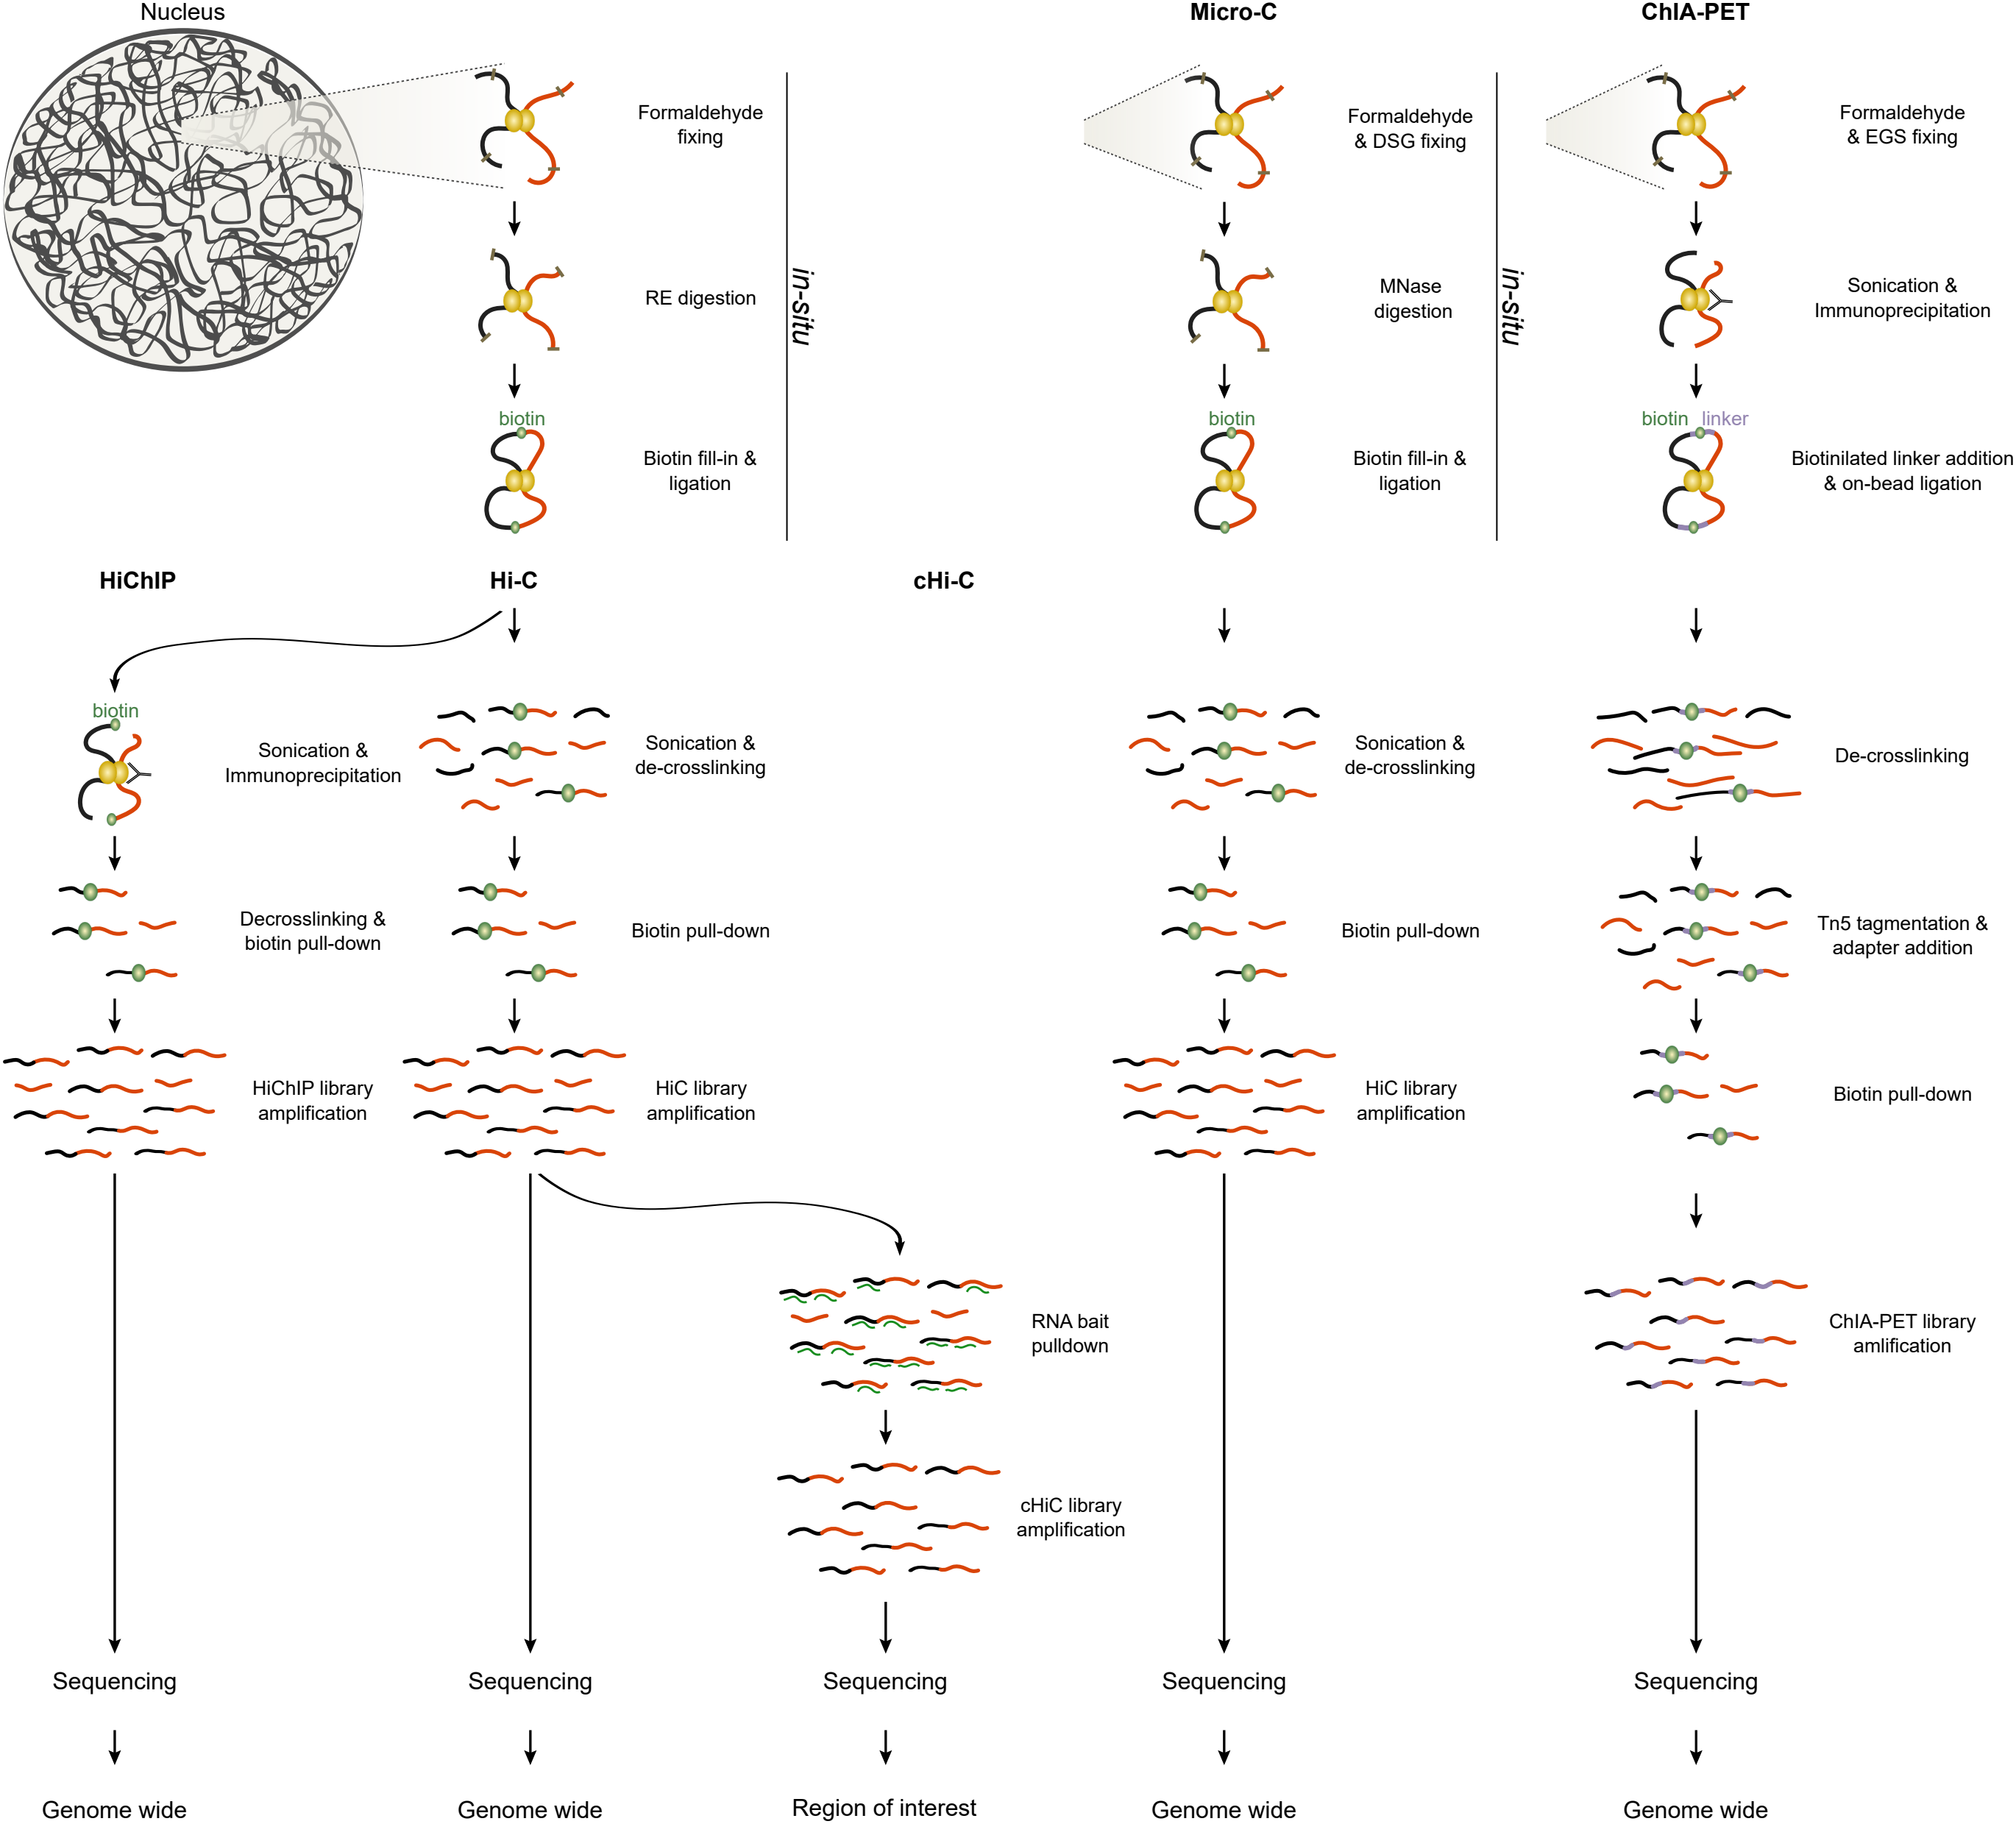 Nucleus
Micro-C
ChIA-PET
Formaldehyde
fixing
Formaldehyde
& DSG fixing
Formaldehyde
& EGS fixing
RE digestion
in-situ
MNase
digestion
in-situ
Sonication &
Immunoprecipitation
biotin
Biotin fill-in &
ligation
biotin
Biotin fill-in &
ligation
biotin linker
Biotinilated linker addition
& on-bead ligation
HiChIP
Hi-C
cHi-C
biotin
Sonication &
Immunoprecipitation
Sonication &
de-crosslinking
Sonication &
de-crosslinking
De-crosslinking
Decrosslinking &
biotin pull-down
Biotin pull-down
Biotin pull-down
Tn5 tagmentation &
adapter addition
HiChIP library
amplification
HiC library
amplification
HiC library
amplification
Biotin pull-down
RNA bait
pulldown
ChIA-PET library
amlification
cHiC library
amplification
Sequencing
Sequencing
Sequencing
Sequencing
Sequencing
Genome wide
Genome wide
Region of interest
Genome wide
Genome wide